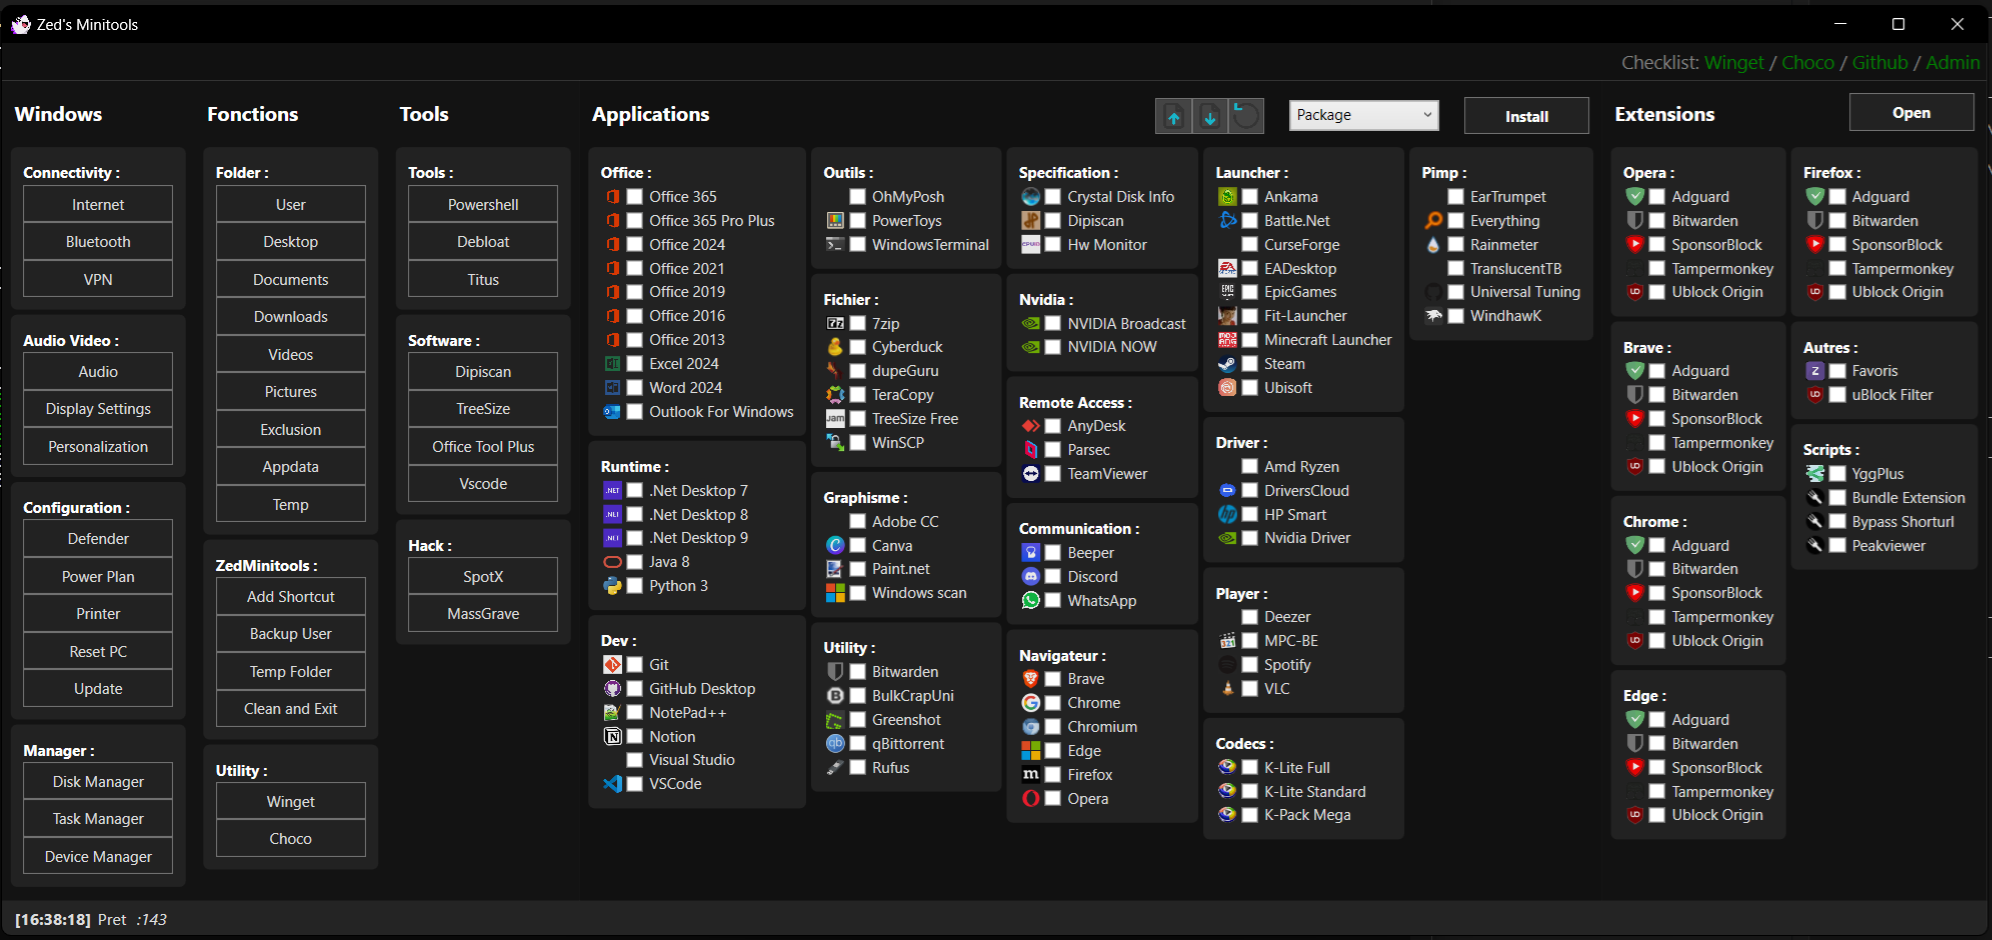 Zed's Minitools
Checklist: Winget / Choco / Github / Admin
Windows
Connectivity :
Internet
Bluetooth
VPN
Audio Video :
Audio
Display Settings
Personalization
Configuration :
Defender
Power Plan
Printer
Reset PC
Update
Manager :
Disk Manager
Task Manager
Device Manager
Fonctions
Folder :
User
Desktop
Documents
Downloads
Videos
Pictures
Exclusion
Appdata
Temp
ZedMinitools :
Add Shortcut
Backup User
Temp Folder
Clean and Exit
Utility :
Winget
Choco
Tools
Tools :
Powershell
Debloat
Titus
Software :
Dipiscan
TreeSize
Office Tool Plus
Vscode
Hack :
SpotX
MassGrave
Applications
Package
Install
Office :
Office 365
Office 365 Pro Plus
Office 2024
Office 2021
Office 2019
Office 2016
Office 2013
Excel 2024
Word 2024
Outlook For Windows
Runtime :
.Net Desktop 7
.Net Desktop 8
.Net Desktop 9
Java 8
Python 3
Dev :
Git
GitHub Desktop
NotePad++
Notion
Visual Studio
VSCode
Outils :
OhMyPosh
PowerToys
WindowsTerminal
Fichier :
7zip
Cyberduck
dupeGuru
TeraCopy
TreeSize Free
WinSCP
Graphisme :
Adobe CC
Canva
Paint.net
Windows scan
Utility :
Bitwarden
BulkCrapUni
Greenshot
qBittorrent
Rufus
Specification :
Crystal Disk Info
Dipiscan
Hw Monitor
Nvidia :
NVIDIA Broadcast
NVIDIA NOW
Remote Access :
AnyDesk
Parsec
TeamViewer
Communication :
Beeper
Discord
WhatsApp
Navigateur :
Brave
Chrome
Chromium
Edge
Firefox
Opera
Launcher :
Ankama
Battle.Net
CurseForge
EADesktop
EpicGames
Fit-Launcher
Minecraft Launcher
Steam
Ubisoft
Driver :
Amd Ryzen
DriversCloud
HP Smart
Nvidia Driver
Player :
Deezer
MPC-BE
Spotify
VLC
Codecs :
K-Lite Full
K-Lite Standard
K-Pack Mega
Pimp :
EarTrumpet
Everything
Rainmeter
TranslucentTB
Universal Tuning
WindhawK
Extensions
Open
Opera :
Adguard
Bitwarden
SponsorBlock
Tampermonkey
Ublock Origin
Brave :
Adguard
Bitwarden
SponsorBlock
Tampermonkey
Ublock Origin
Chrome :
Adguard
Bitwarden
SponsorBlock
Tampermonkey
Ublock Origin
Edge :
Adguard
Bitwarden
SponsorBlock
Tampermonkey
Ublock Origin
Firefox :
Adguard
Bitwarden
SponsorBlock
Tampermonkey
Ublock Origin
Autres :
Favoris
uBlock Filter
Scripts :
YggPlus
Bundle Extension
Bypass Shorturl
Peakviewer
[16:38:18] Pret :143